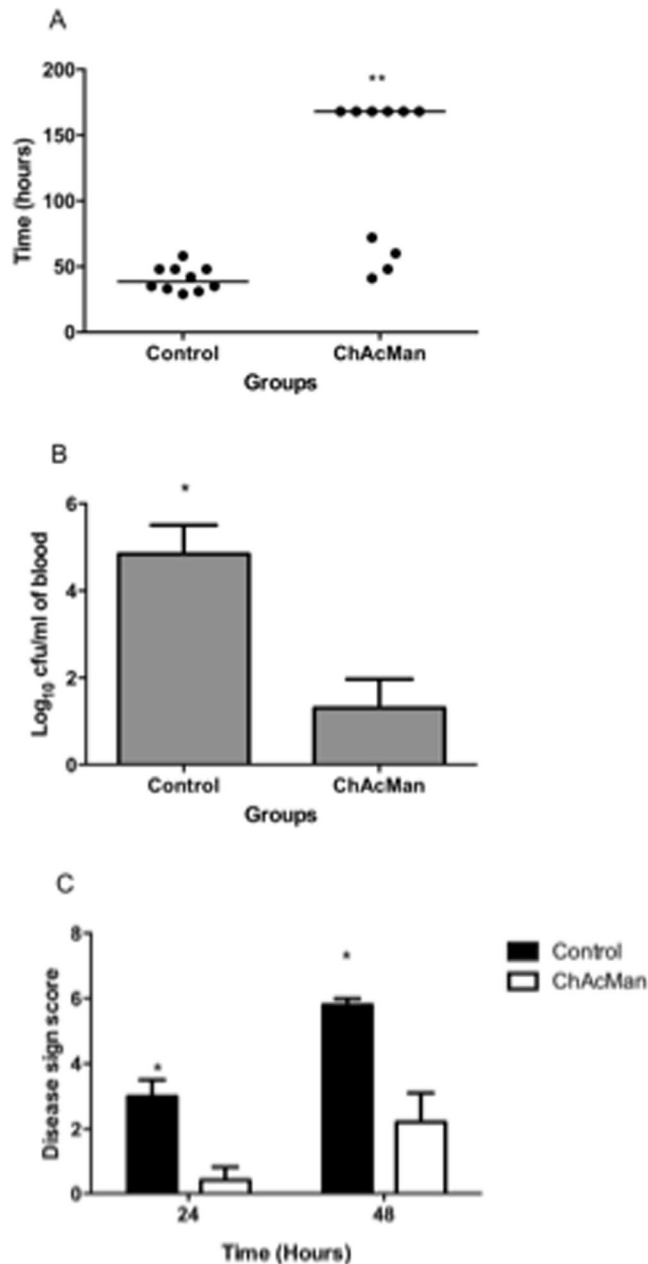 A
200
**
150
Time (hours)
100
50
0
Control ChAcMan
Groups
B
6
*
4
Log10 cfu/ml of blood
2
0
Control ChAcMan
Groups
C
8
*
Control
ChAcMan
6
Disease sign score
4
*
2
0
24 48
Time (Hours)